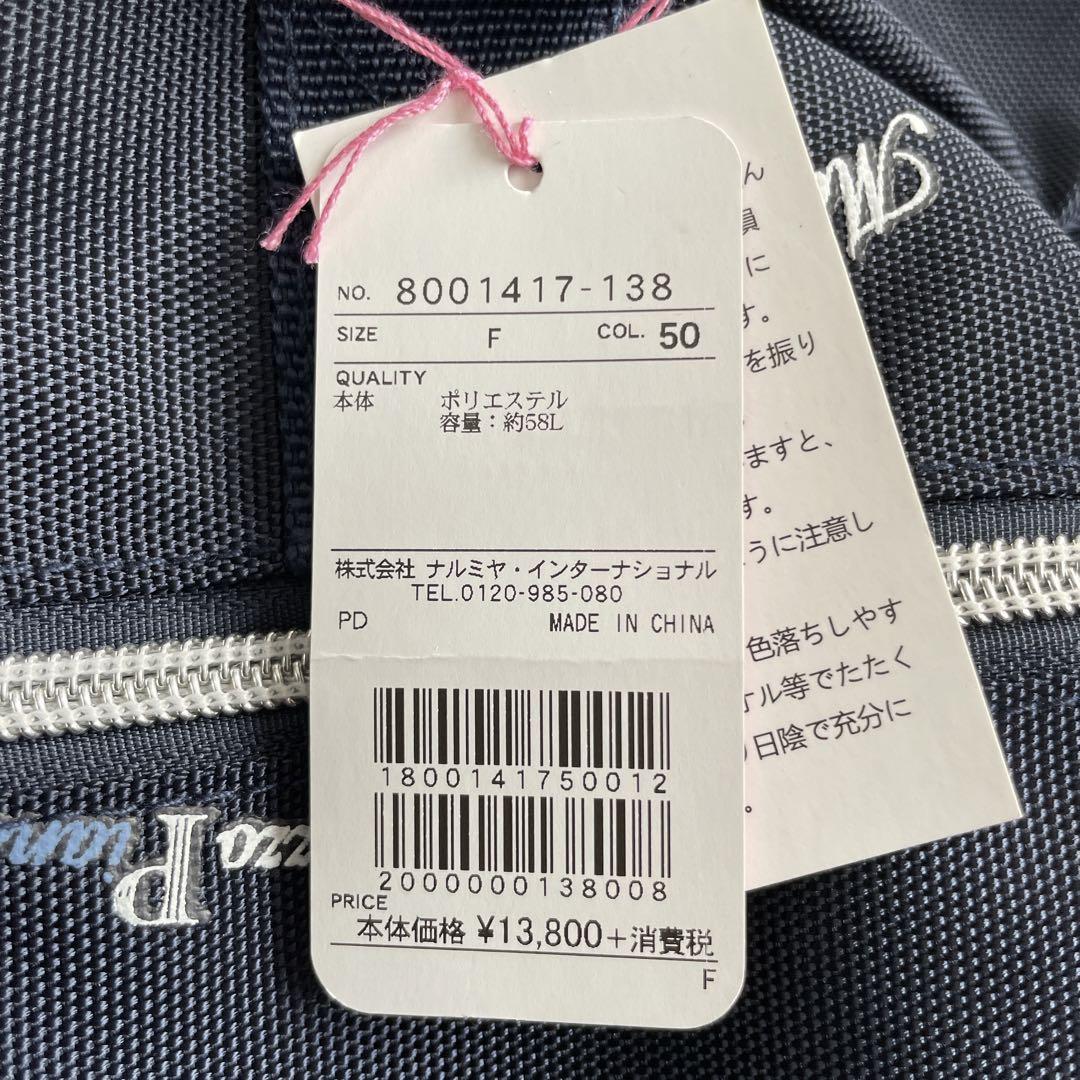 NO. 8001417-138
SIZE F COL. 50
QUALITY
本体 ポリエステル
容量：約58L
株式会社 ナルミヤ・インターナショナル
TEL.0120-985-080
PD MADE IN CHINA
1800141750012
2000000138008
PRICE
本体価格 ¥13,800+消費税
F
ん
員
に
す。
を振り
ますと、
す。
うに注意し
色落ちしやす
オル等でたたく
日陰で充分に
。